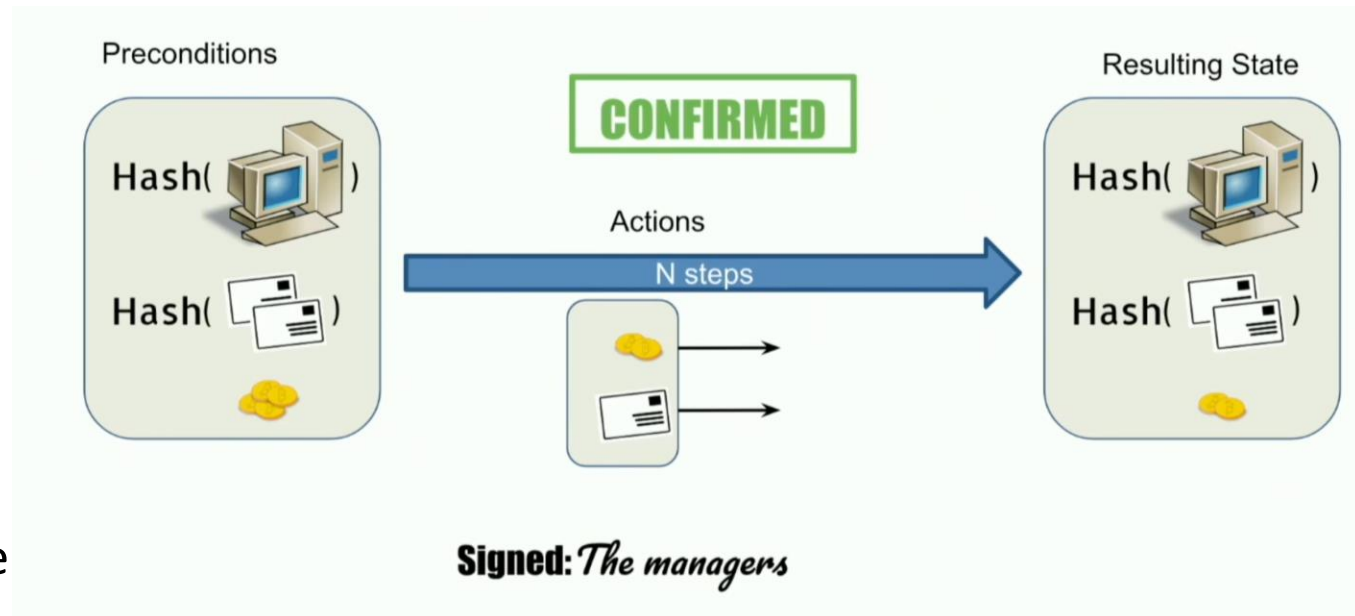 Preconditions
Resulting State
CONFIRMED
Hash( )
Hash( )
Actions
N steps
Hash( )
Hash( )
e
Signed: The managers